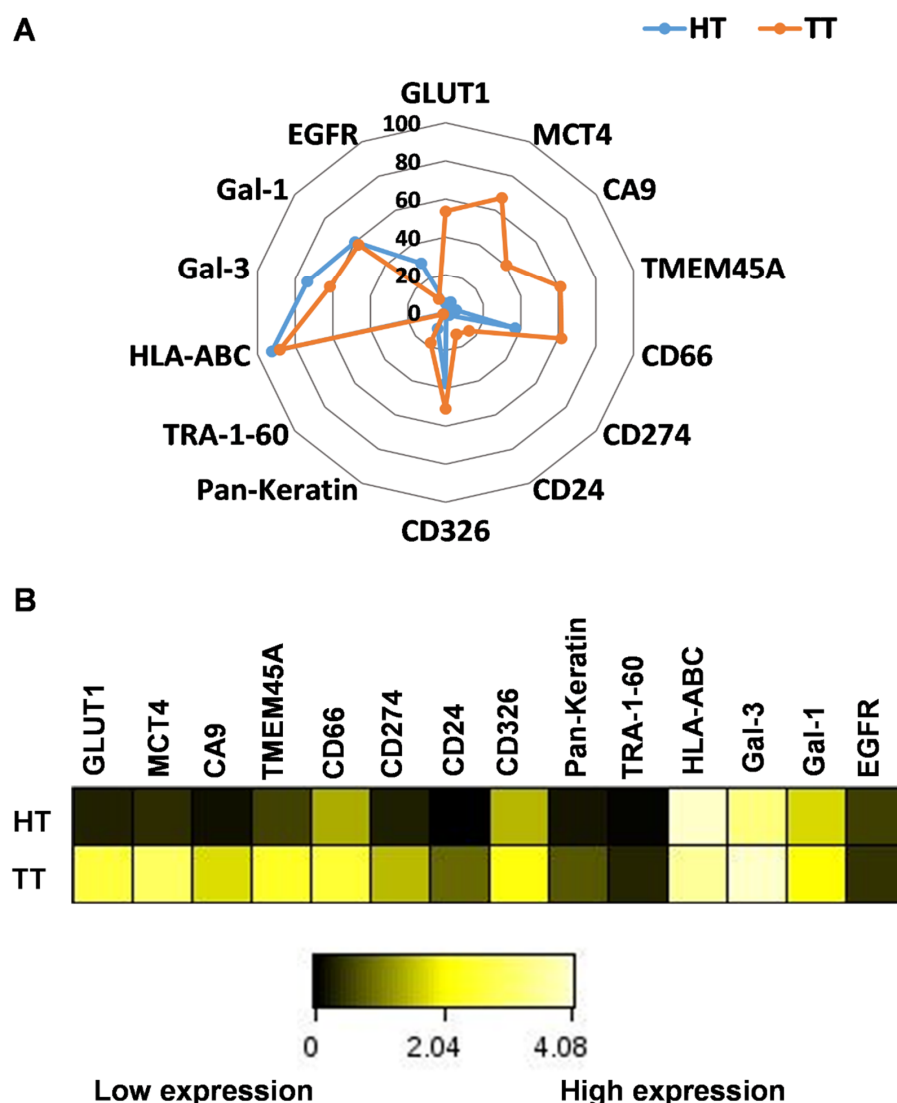 A
HT TT
GLUT1
EGFR MCT4
Gal-1 CA9
Gal-3 TMEM45A
HLA-ABC CD66
TRA-1-60 CD274
Pan-Keratin CD24
CD326
100
80
60
40
20
0
B
GLUT1 MCT4 CA9 TMEM45A CD66 CD274 CD24 CD326 Pan-Keratin TRA-1-60 HLA-ABC Gal-3 Gal-1 EGFR
HT
TT
0 2.04 4.08
Low expression High expression